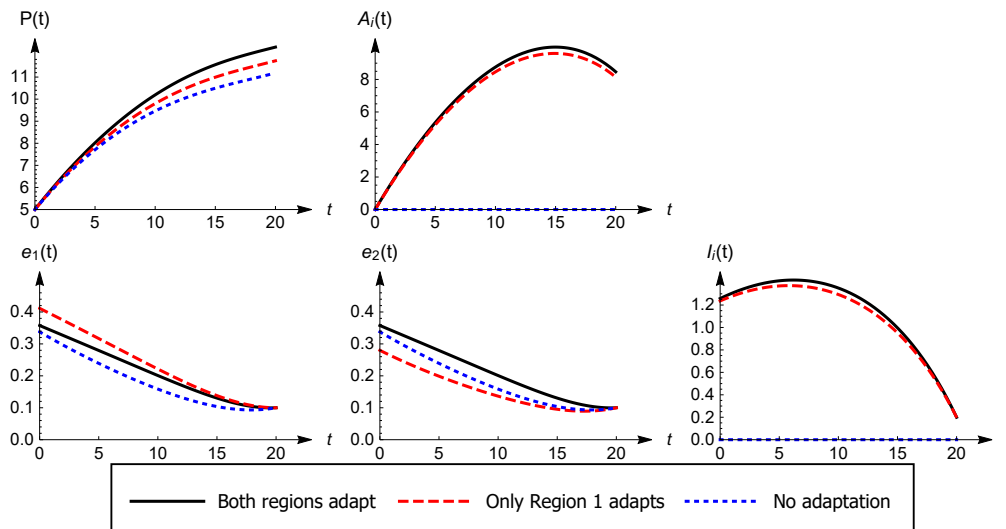 P(t)
11
10
9
8
7
6
5
0 5 10 15 20 t
A_i(t)
8
6
4
2
0
0 5 10 15 20 t
e_1(t)
0.4
0.3
0.2
0.1
0.0
0 5 10 15 20 t
e_2(t)
0.4
0.3
0.2
0.1
0.0
0 5 10 15 20 t
I_i(t)
1.2
1.0
0.8
0.6
0.4
0.2
0.0
0 5 10 15 20 t
Both regions adapt Only Region 1 adapts No adaptation